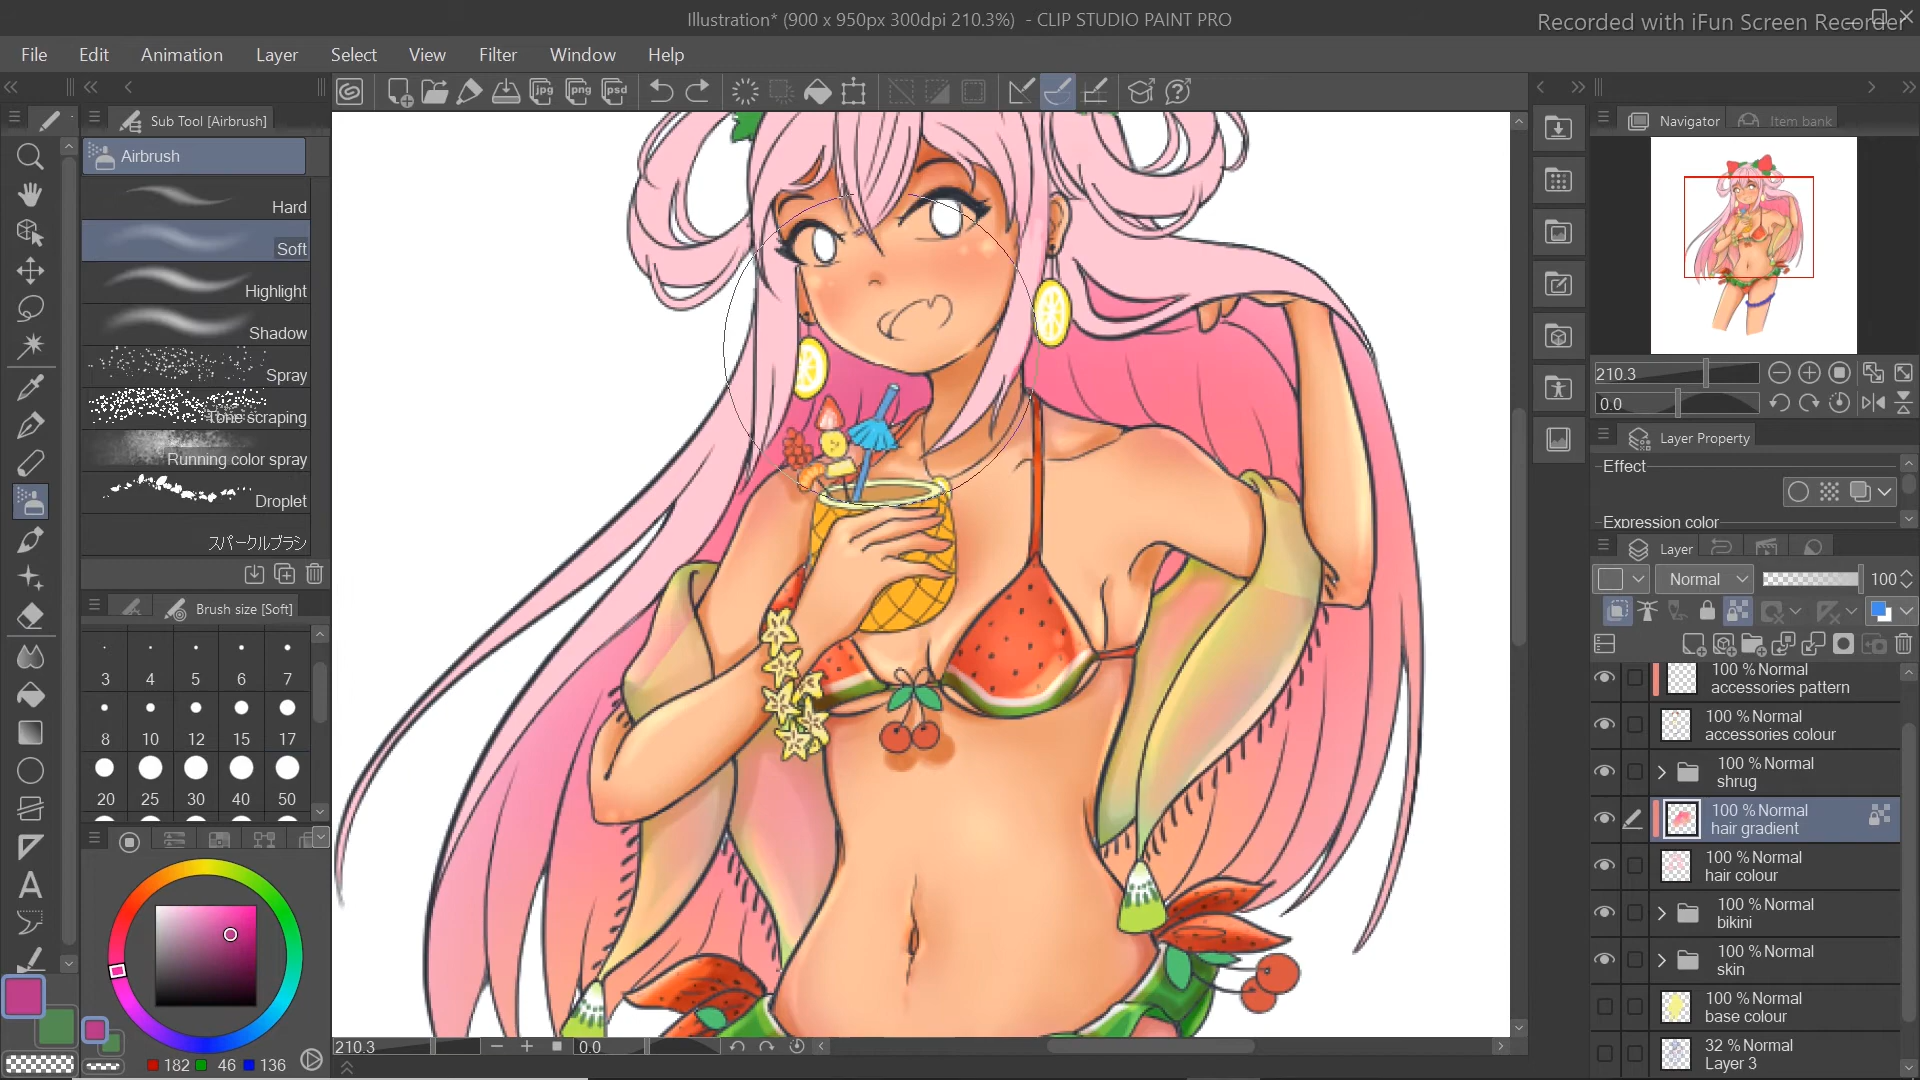 Illustration* (900 x 950px 300dpi 210.3%) - CLIP STUDIO PAINT PRO
Recorded with iFun Screen Recorder
File Edit Animation Layer Select View Filter Window Help
jpg png psd
Sub Tool [Airbrush]
Airbrush
Hard
Soft
Highlight
Shadow
Spray
Tone scraping
Running color spray
Droplet
スパークルブラシ
Brush size [Soft]
3 4 5 6 7
8 10 12 15 17
20 25 30 40 50
182 46 136
210.3 0.0
Navigator Item bank
210.3
0.0
Layer Property
Effect
Expression color
Layer
Normal 100
100 % Normal
accessories pattern
100 % Normal
accessories colour
100 % Normal
shrug
100 % Normal
hair gradient
100 % Normal
hair colour
100 % Normal
bikini
100 % Normal
skin
100 % Normal
base colour
32 % Normal
Layer 3